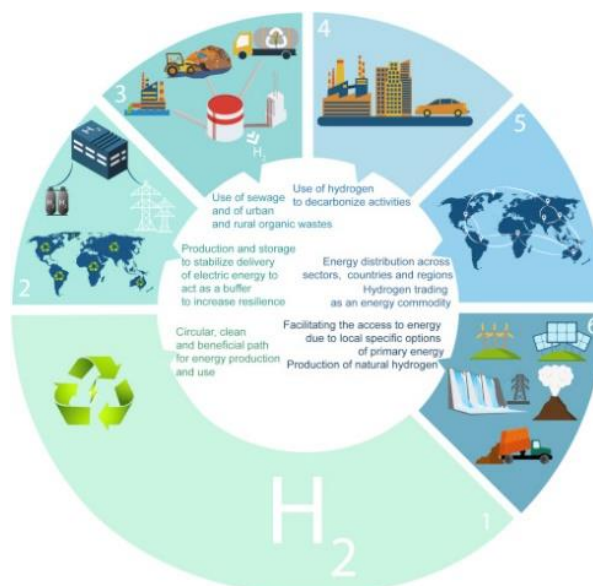 4
3
H2
5
H2
2
Use of sewage
and of urban
and rural organic wastes
Use of hydrogen
to decarbonize activities
Production and storage
to stabilize delivery
of electric energy to
act as a buffer
to increase resilience
Energy distribution across
sectors, countries and regions
Hydrogen trading
as an energy commodity
Circular, clean
and beneficial path
for energy production
and use
Facilitating the access to energy
due to local specific options
of primary energy
Production of natural hydrogen
6
H2
1